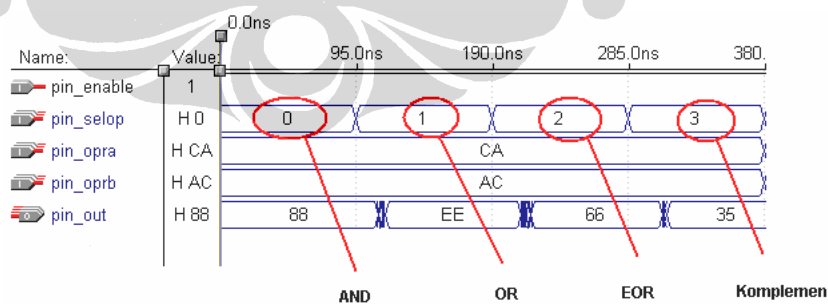 0.0ns
Name: Value: 95.0ns 190.0ns 285.0ns 380.
pin_enable 1
pin_selop H 0 0 1 2 3
pin_opra H CA CA
pin_oprb H AC AC
pin_out H 88 88 EE 66 35
AND OR EOR Komplemen